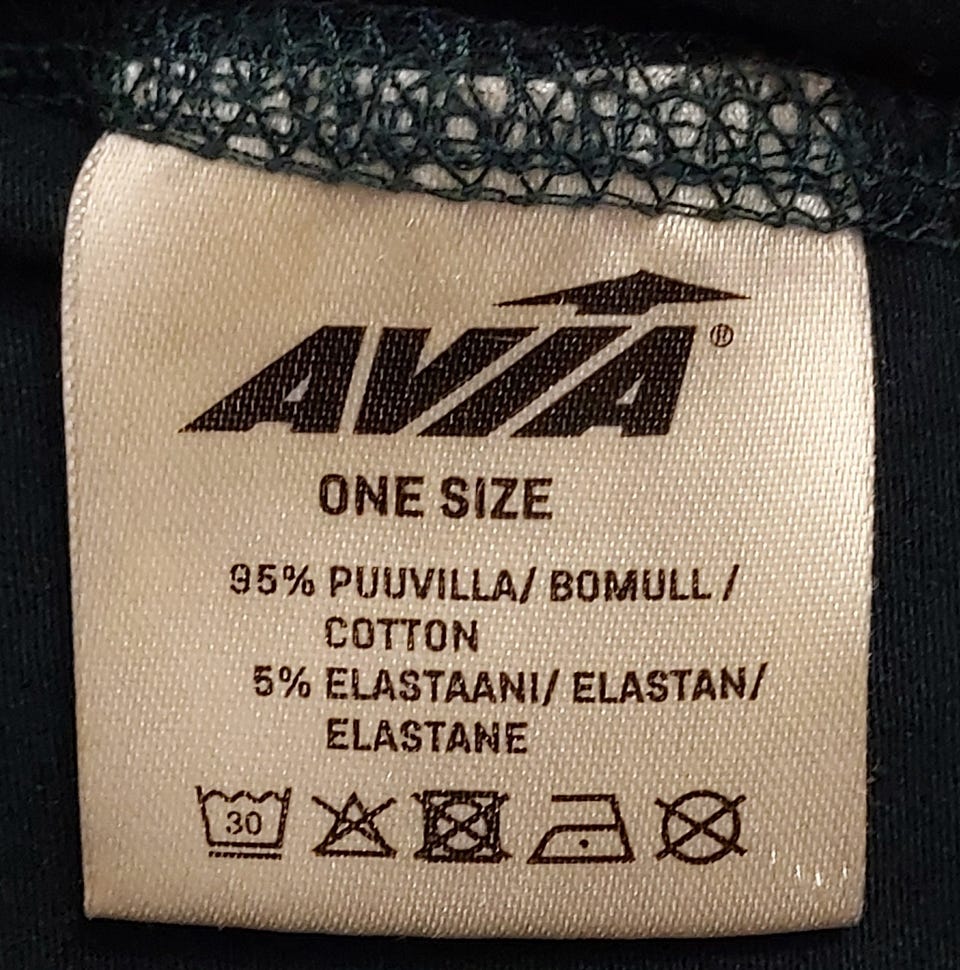 AVIA®
ONE SIZE
95% PUUVILLA/ BOMULL /
COTTON
5% ELASTAANI/ ELASTAN/
ELASTANE
30